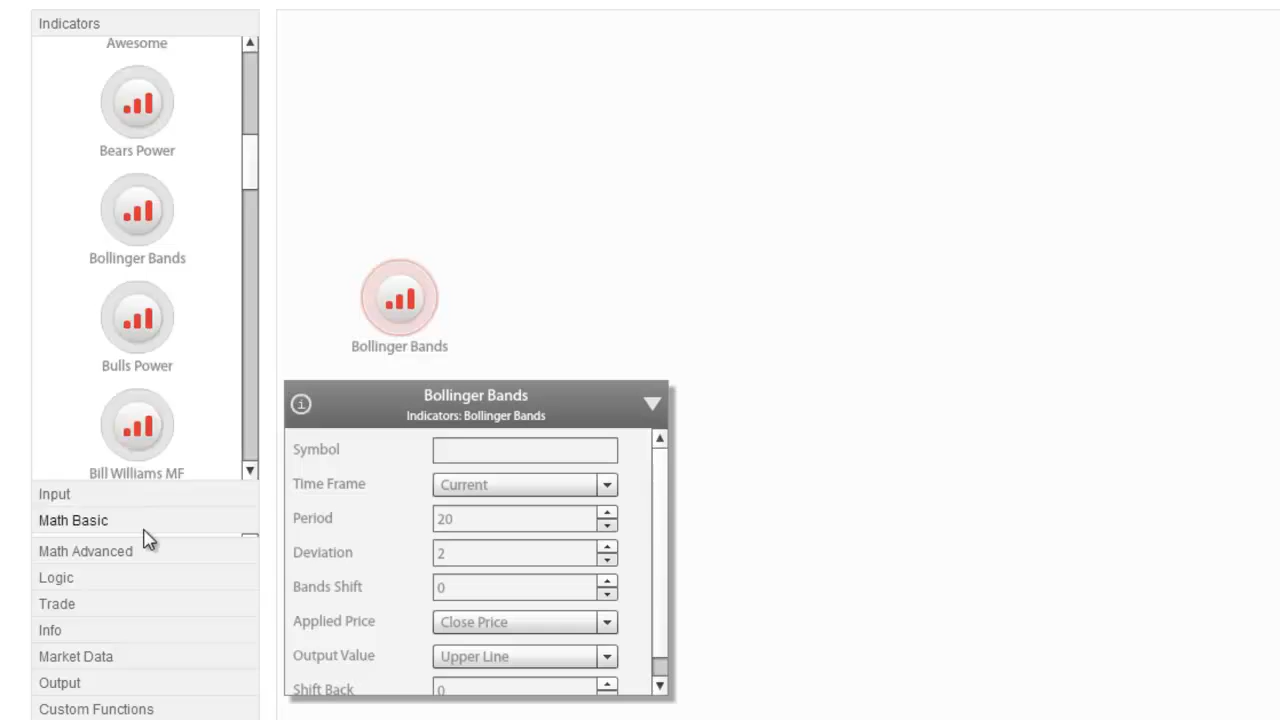 Indicators
Awesome
Bears Power
Bollinger Bands
Bulls Power
Bill Williams MF
Input
Math Basic
Math Advanced
Logic
Trade
Info
Market Data
Output
Custom Functions
Bollinger Bands
Bollinger Bands
Indicators: Bollinger Bands
Symbol
Time Frame Current
Period 20
Deviation 2
Bands Shift 0
Applied Price Close Price
Output Value Upper Line
Shift Back 0